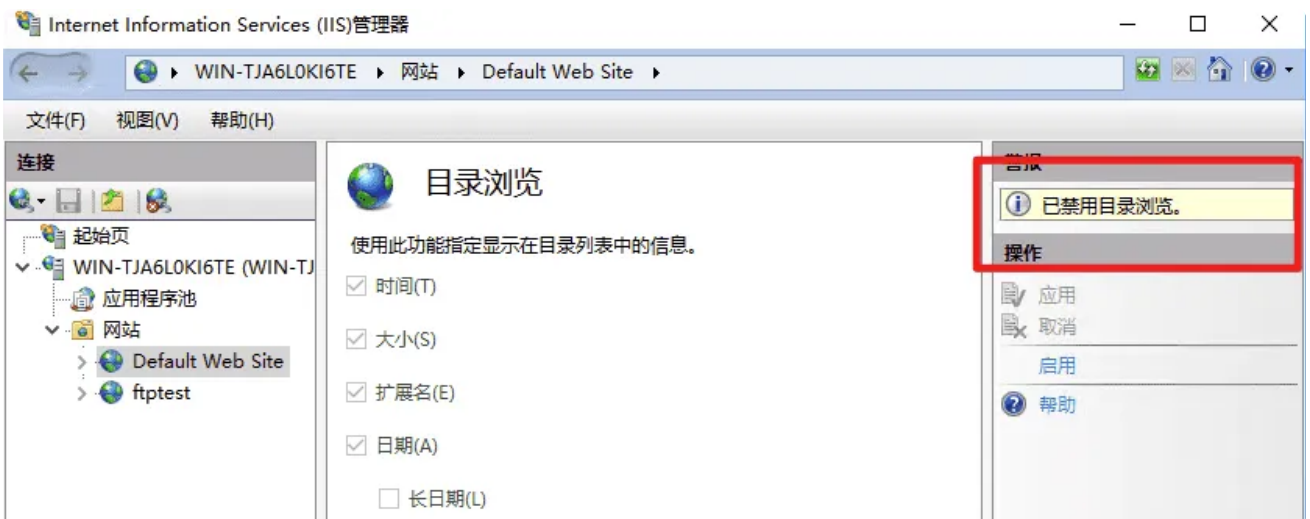 Internet Information Services (IIS)管理器
WIN-TJA6L0KI6TE 网站 Default Web Site
文件(F) 视图(V) 帮助(H)
连接
起始页
WIN-TJA6L0KI6TE (WIN-TJ
应用程序池
网站
Default Web Site
ftptest
目录浏览
使用此功能指定显示在目录列表中的信息。
时间(T)
大小(S)
扩展名(E)
日期(A)
长日期(L)
警报
已禁用目录浏览。
操作
应用
取消
启用
帮助